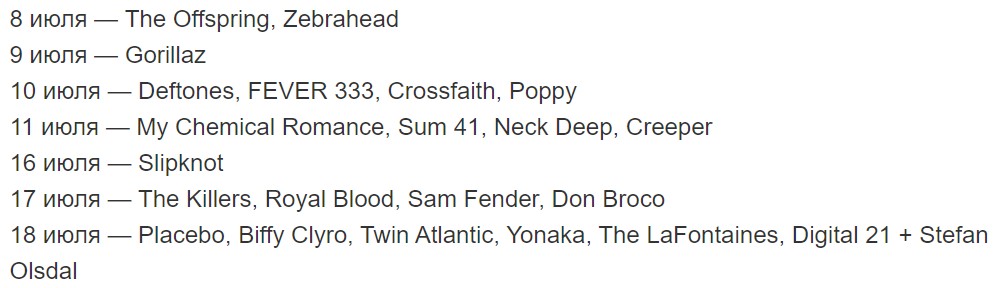 8 июля — The Offspring, Zebrahead
9 июля — Gorillaz
10 июля — Deftones, FEVER 333, Crossfaith, Poppy
11 июля — My Chemical Romance, Sum 41, Neck Deep, Creeper
16 июля — Slipknot
17 июля — The Killers, Royal Blood, Sam Fender, Don Broco
18 июля — Placebo, Biffy Clyro, Twin Atlantic, Yonaka, The LaFontaines, Digital 21 + Stefan
Olsdal